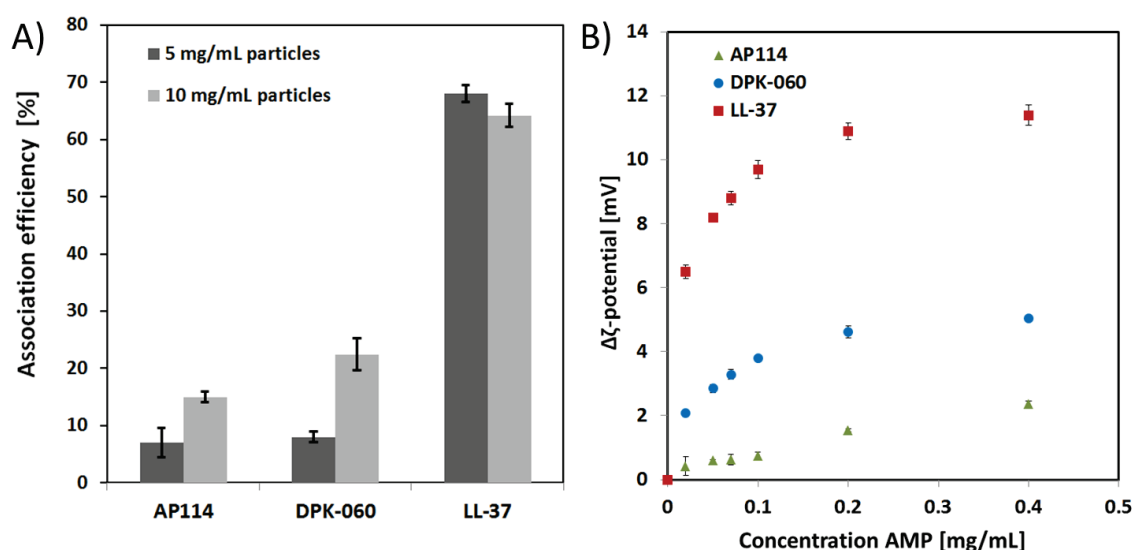 A)
Association efficiency [%]
80
70
60
50
40
30
20
10
0
5 mg/mL particles
10 mg/mL particles
AP114 DPK-060 LL-37
B)
Δζ-potential [mV]
14
12
10
8
6
4
2
0
AP114
DPK-060
LL-37
0 0.1 0.2 0.3 0.4 0.5
Concentration AMP [mg/mL]